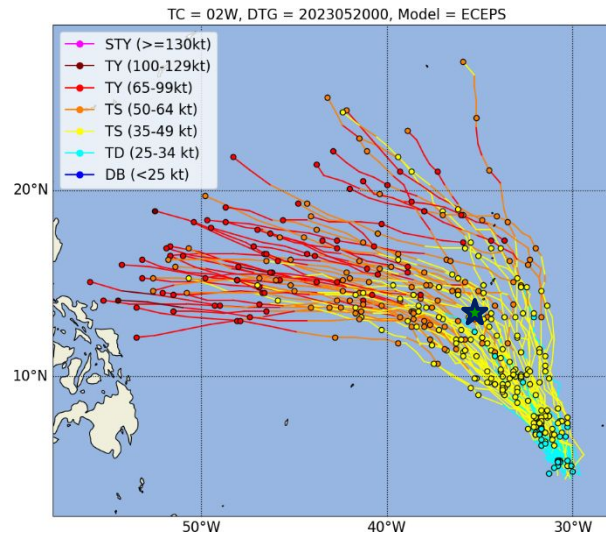 TC = 02W, DTG = 2023052000, Model = ECEPS
STY (>=130kt)
TY (100-129kt)
TY (65-99kt)
TS (50-64 kt)
TS (35-49 kt)
TD (25-34 kt)
DB (<25 kt)
20°N
10°N
50°W
40°W
30°W